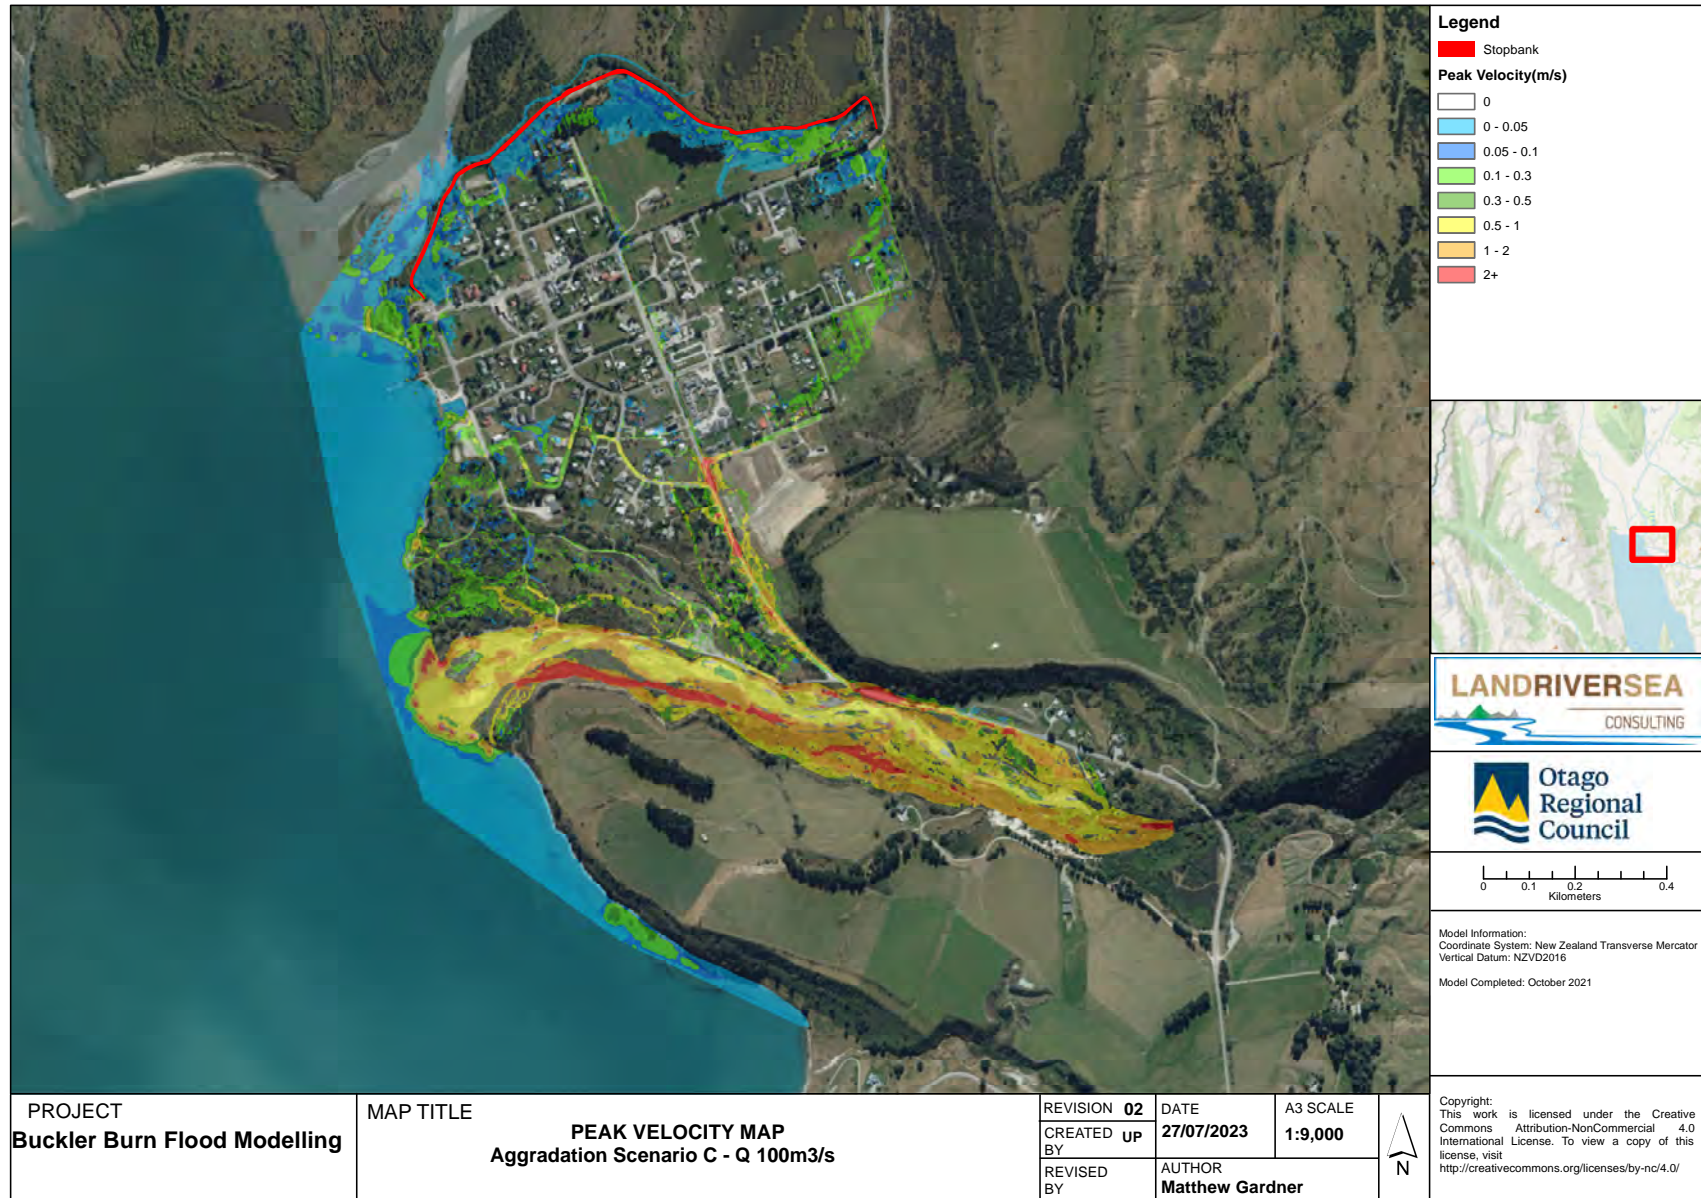 Legend
Stopbank
Peak Velocity(m/s)
0
0 - 0.05
0.05 - 0.1
0.1 - 0.3
0.3 - 0.5
0.5 - 1
1 - 2
2+
LANDRIVERSEA
CONSULTING
Otago
Regional
Council
0 0.1 0.2 0.4
Kilometers
Model Information:
Coordinate System: New Zealand Transverse Mercator
Vertical Datum: NZVD2016
Model Completed: October 2021
Copyright:
This work is licensed under the Creative
Commons Attribution-NonCommercial 4.0
International License. To view a copy of this
license, visit
http://creativecommons.org/licenses/by-nc/4.0/
PROJECT
Buckler Burn Flood Modelling
MAP TITLE
PEAK VELOCITY MAP
Aggradation Scenario C - Q 100m3/s
REVISION 02
CREATED BY UP
REVISED BY
DATE
27/07/2023
A3 SCALE
1:9,000
AUTHOR
Matthew Gardner
N